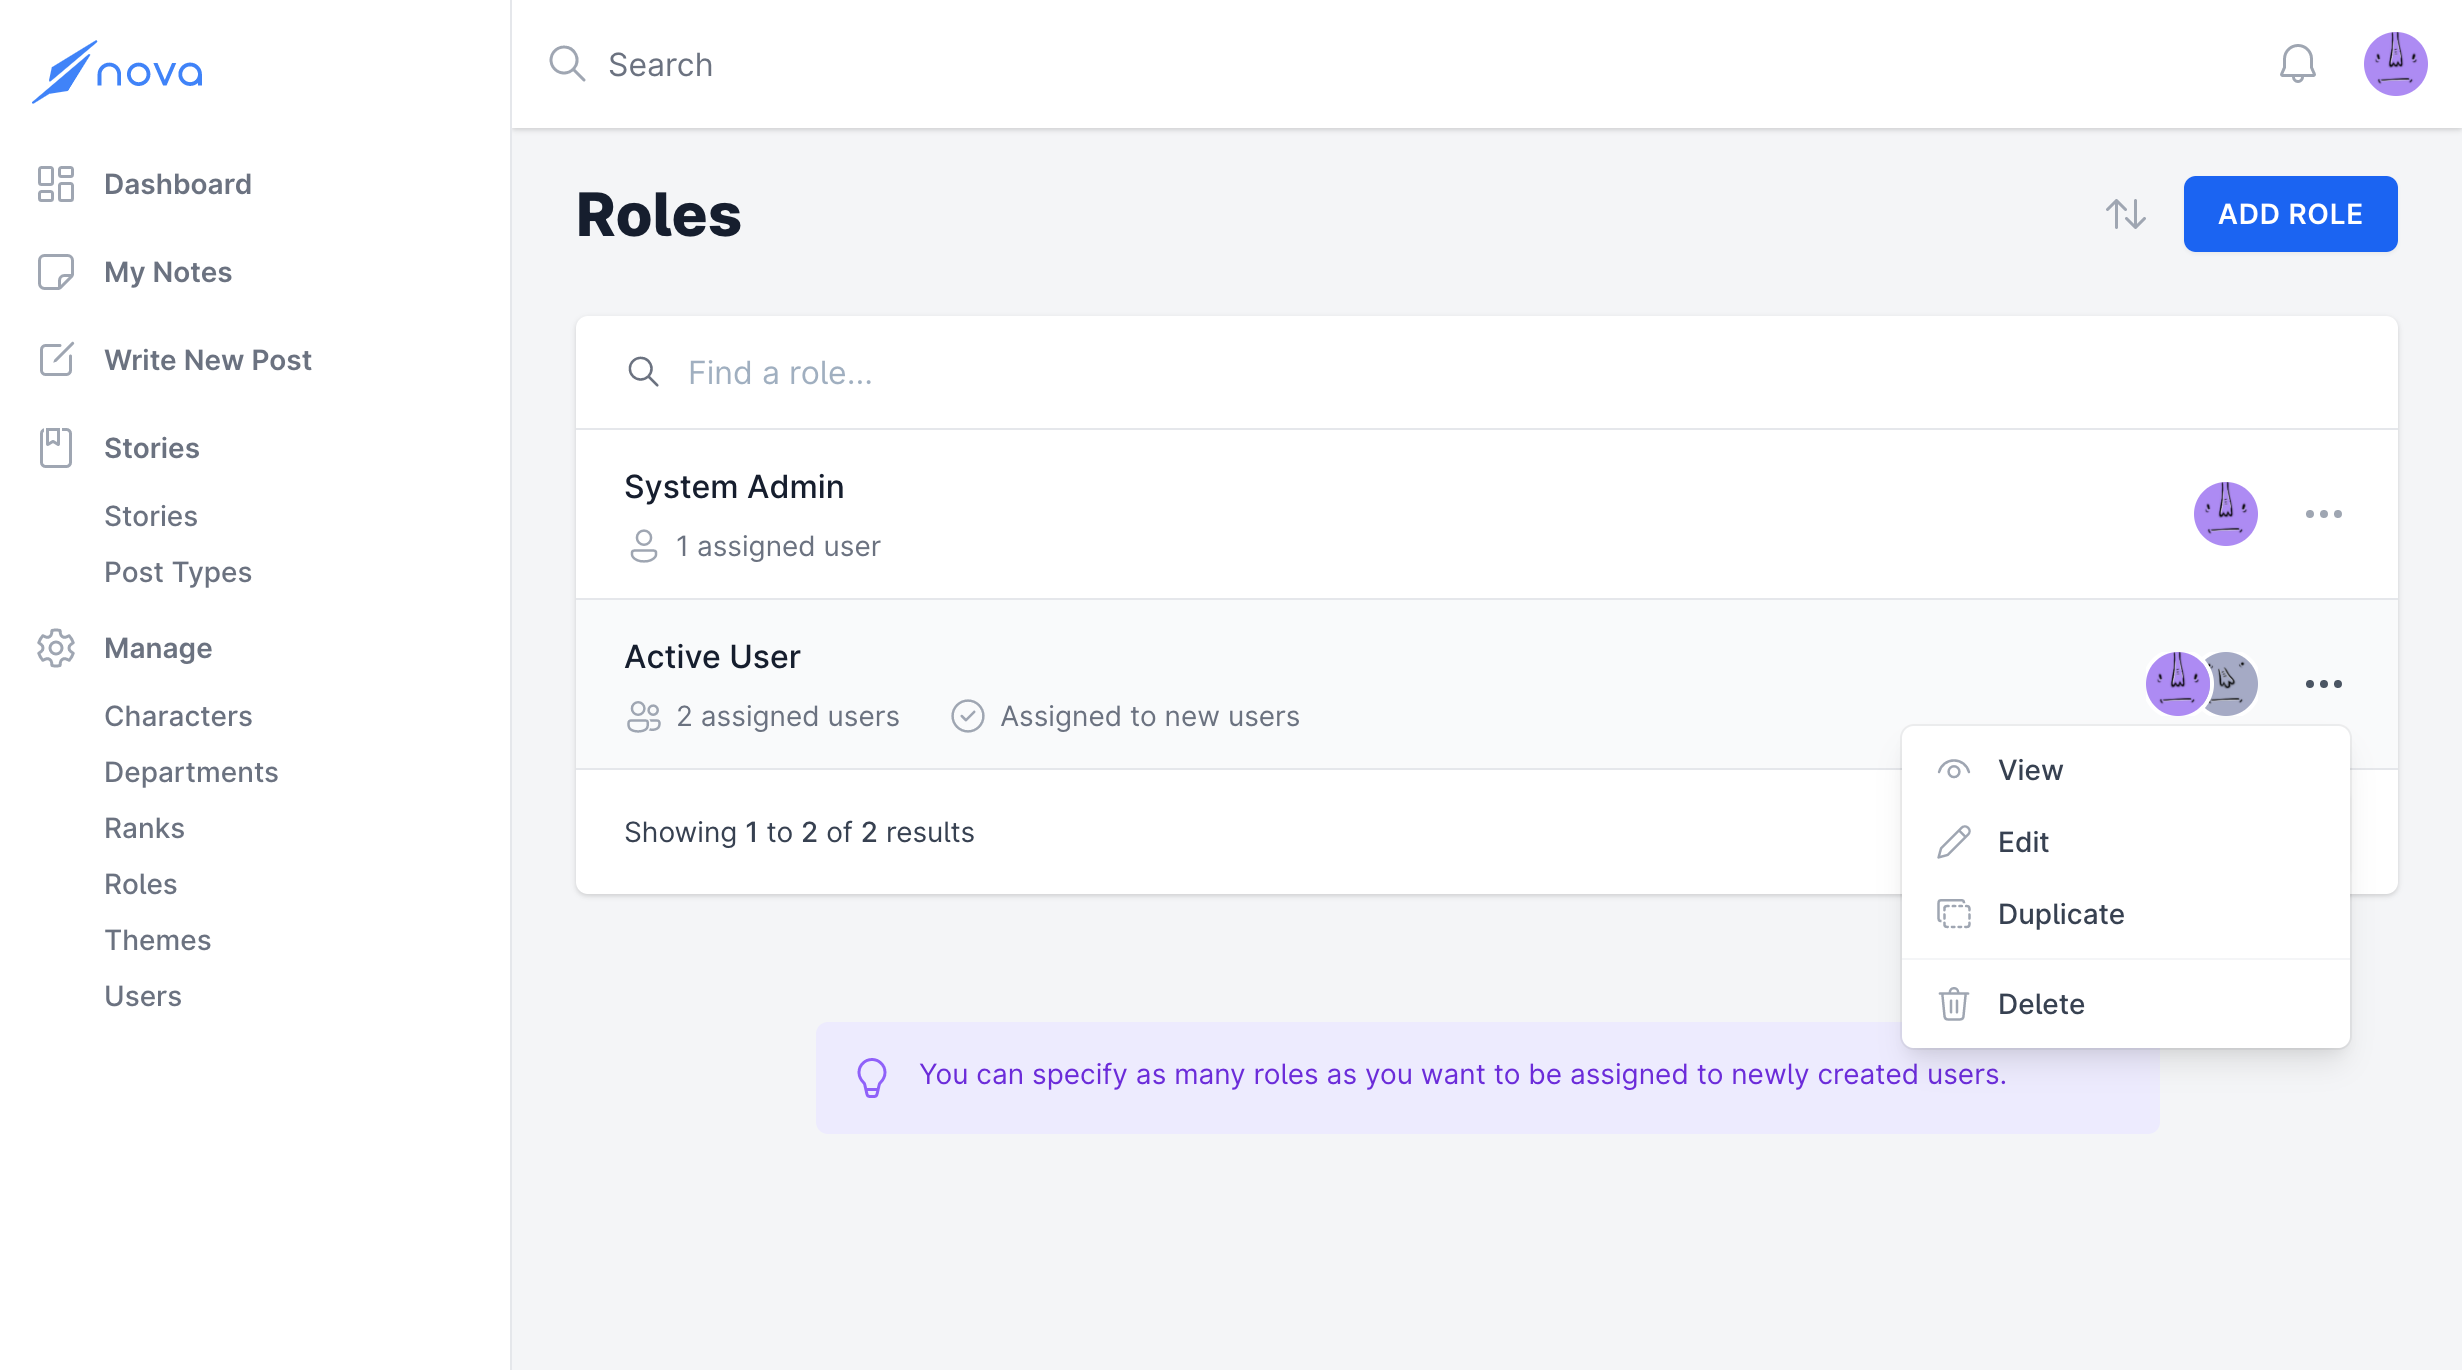 nova
Dashboard
My Notes
Write New Post
Stories
Stories
Post Types
Manage
Characters
Departments
Ranks
Roles
Themes
Users
Search
Roles
ADD ROLE
Find a role...
System Admin
1 assigned user
Active User
2 assigned users
Assigned to new users
Showing 1 to 2 of 2 results
View
Edit
Duplicate
Delete
You can specify as many roles as you want to be assigned to newly created users.